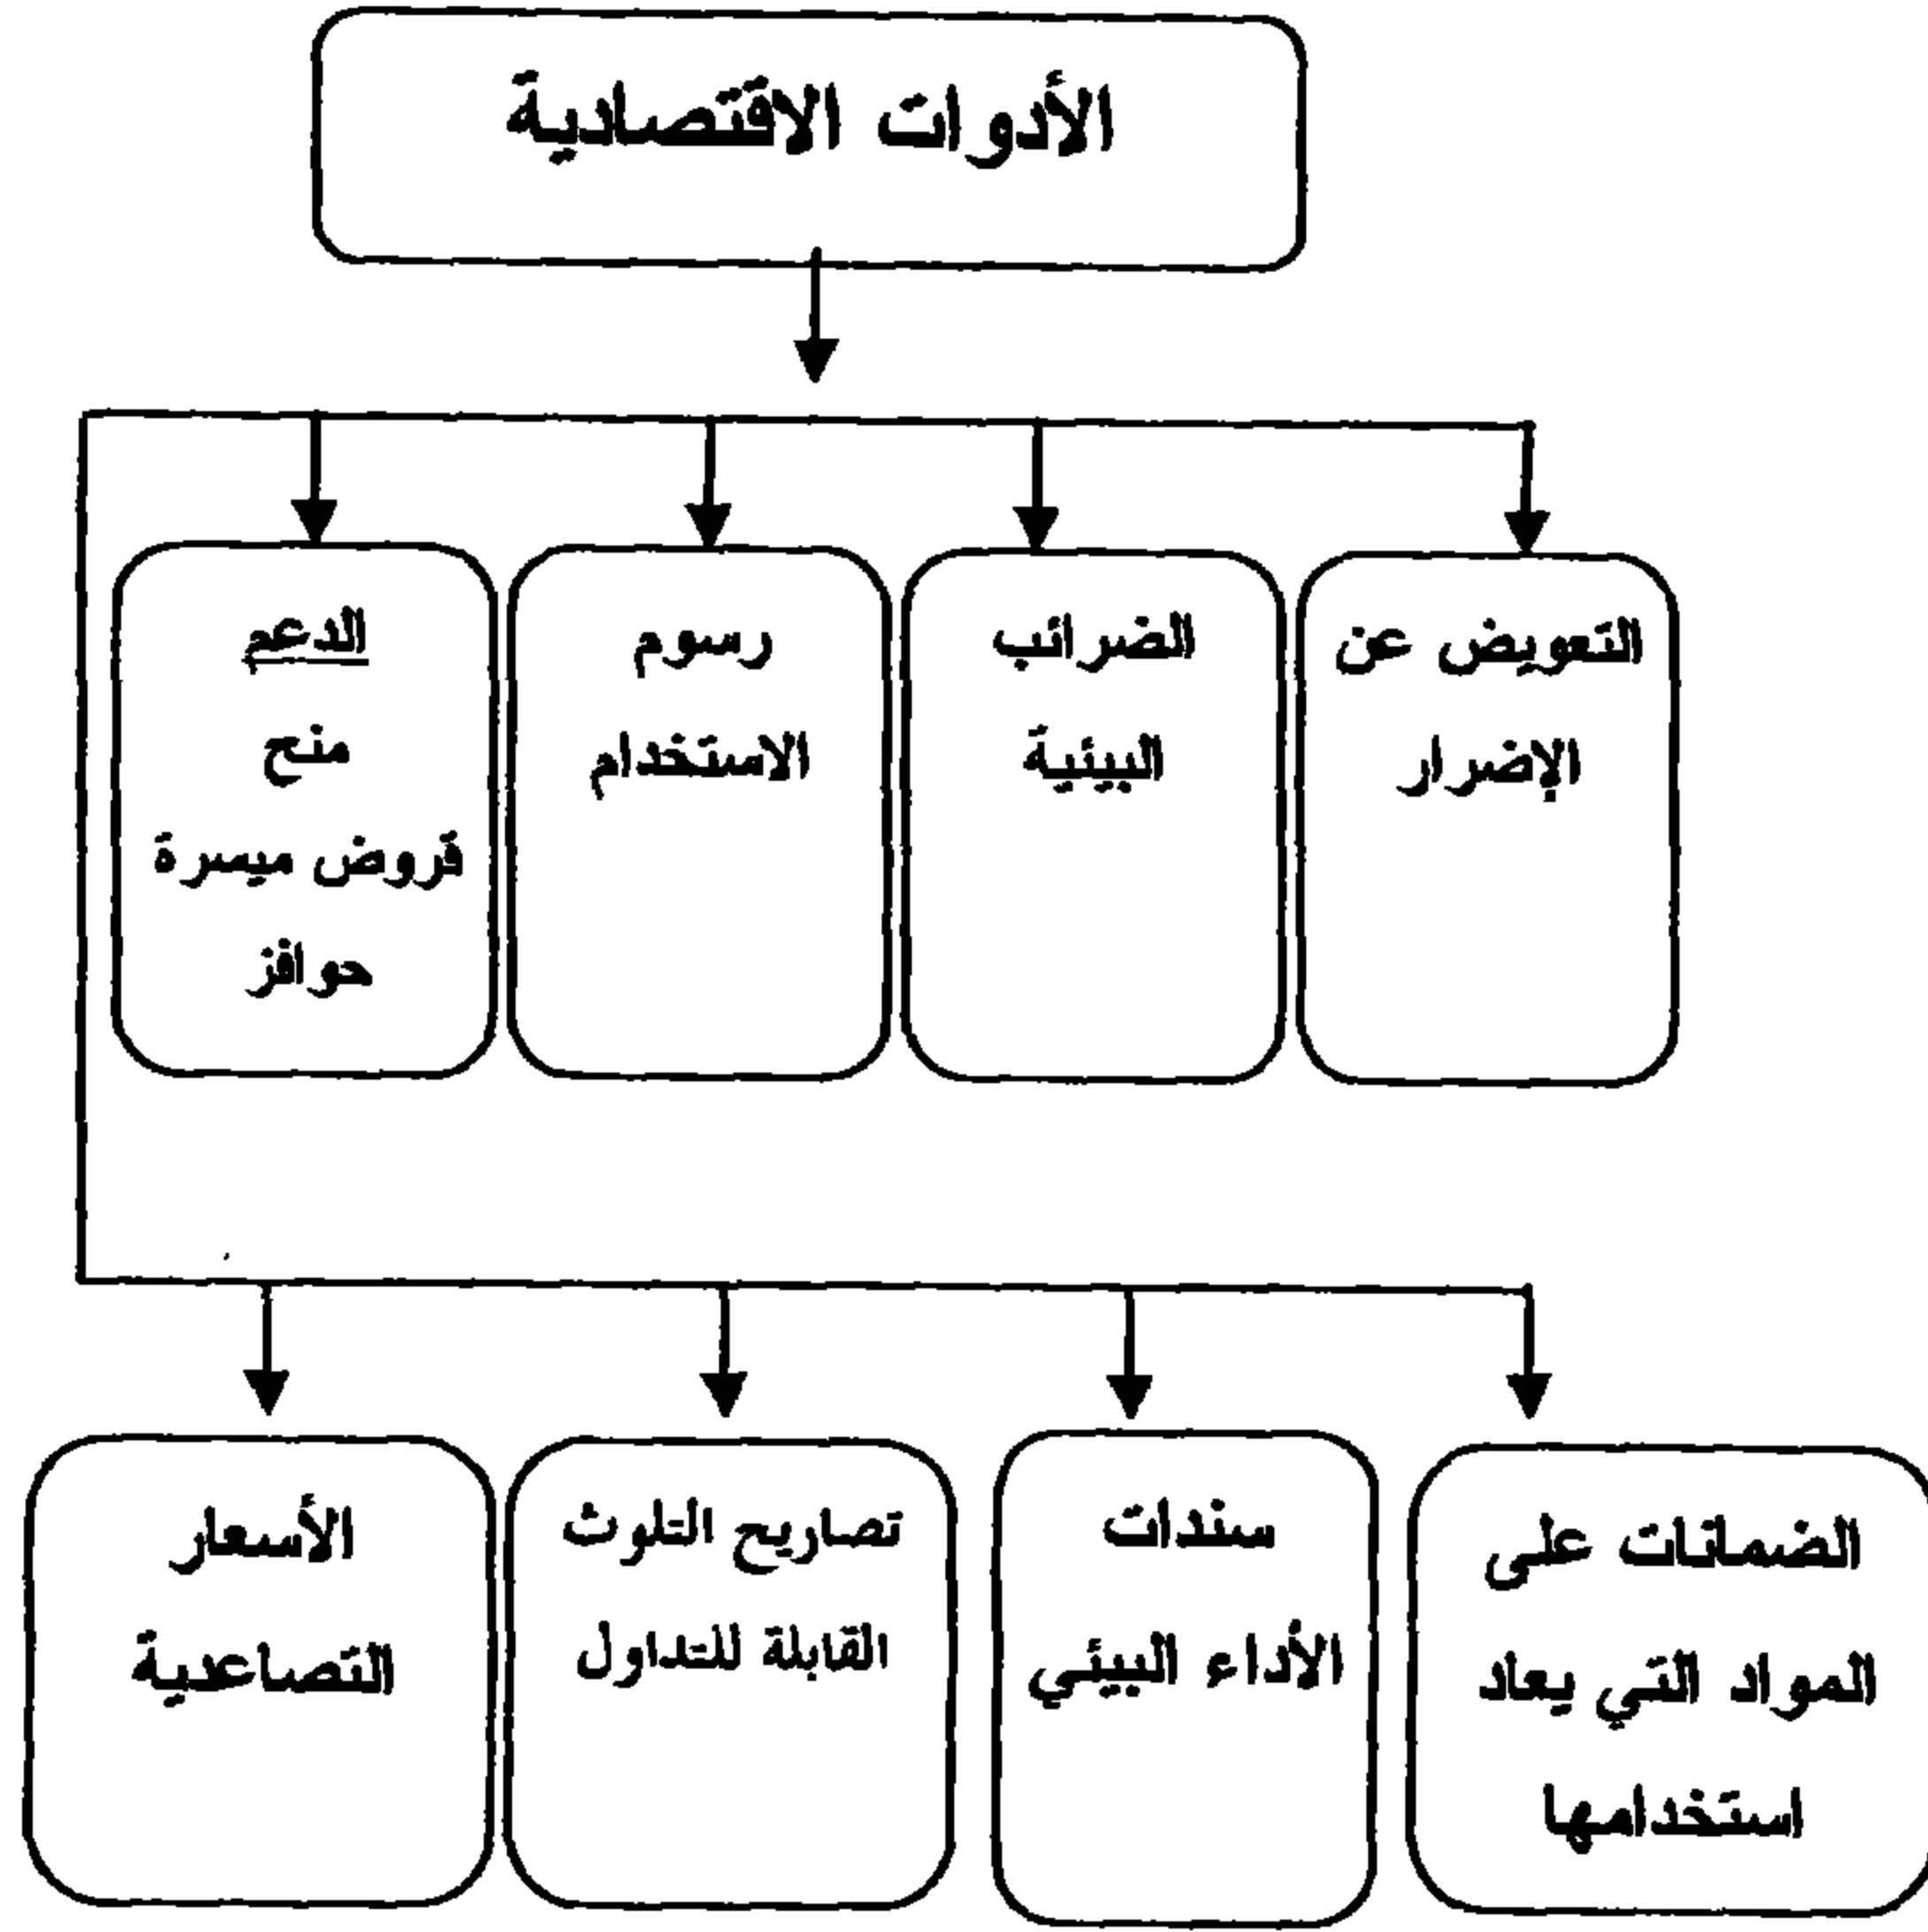 الأدوات الاقتصادية
التعويض عن
الإضرار
الضرائب
البيئية
رسوم
الاستخدام
الدعم
منح
قروض ميسرة
حوافز
الضمانات على
المواد التي يعاد
استخدامها
سندات
الأداء البيئي
تصاريح التلوث
القابلة للتداول
الأسعار
التصاعدية